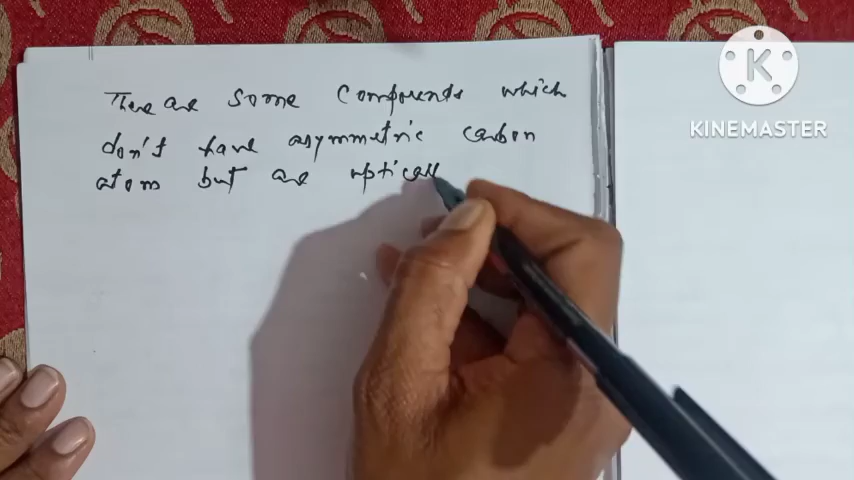 There are some compounds which
don't have asymmetric carbon
atom but are opticall
K
KINEMASTER